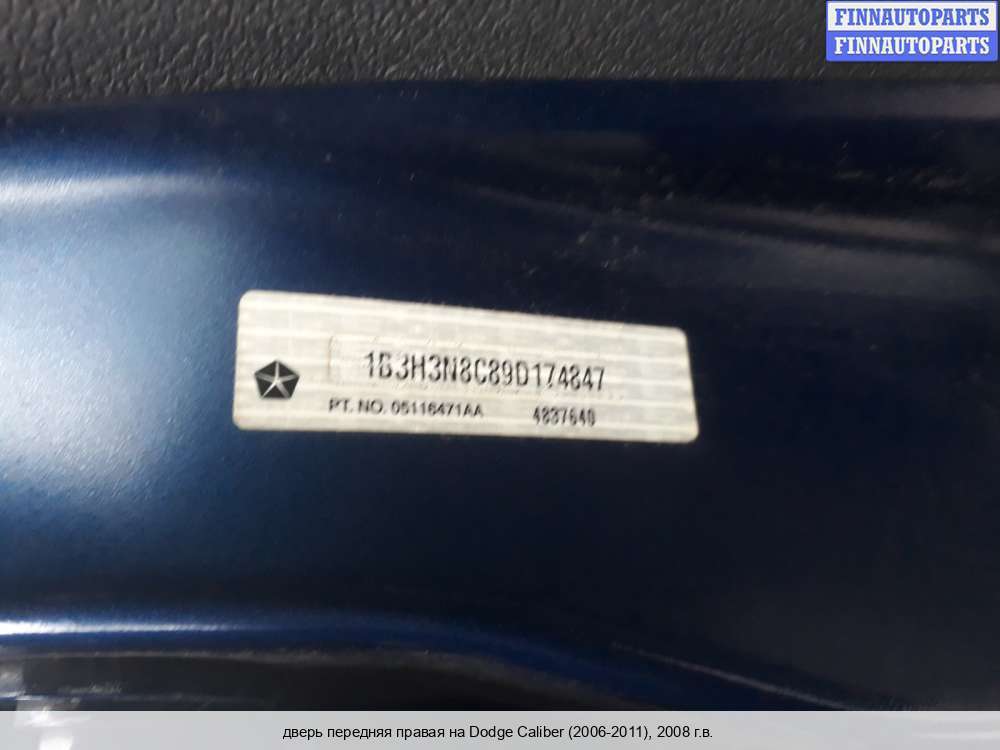 FINNAUTOPARTS
FINNAUTOPARTS
1B3H3N8C89D174847
PT. NO. 05116471AA 4837640
дверь передняя правая на Dodge Caliber (2006-2011), 2008 г.в.